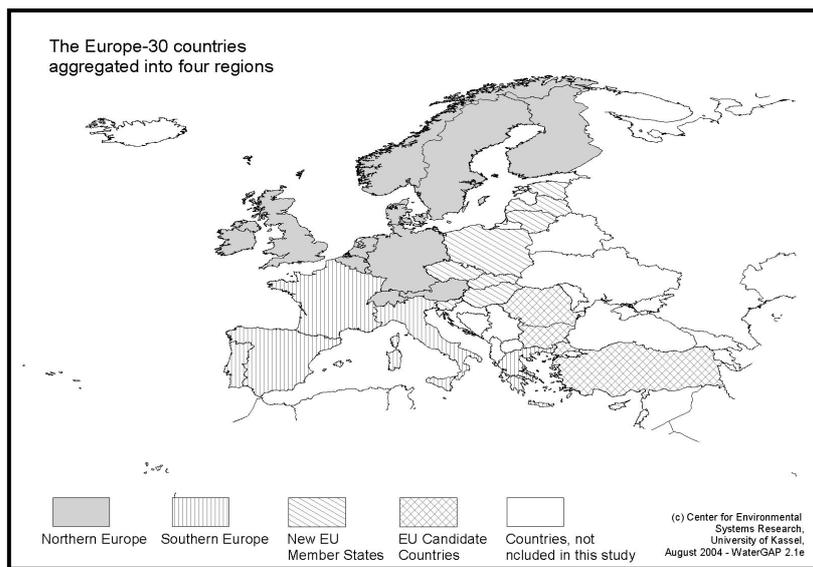 The Europe-30 countries
aggregated into four regions
Northern Europe
Southern Europe
New EU
Member States
EU Candidate
Countries
Countries, not
ncluded in this study
(c) Center for Environmental
Systems Research,
University of Kassel,
August 2004 - WaterGAP 2.1e